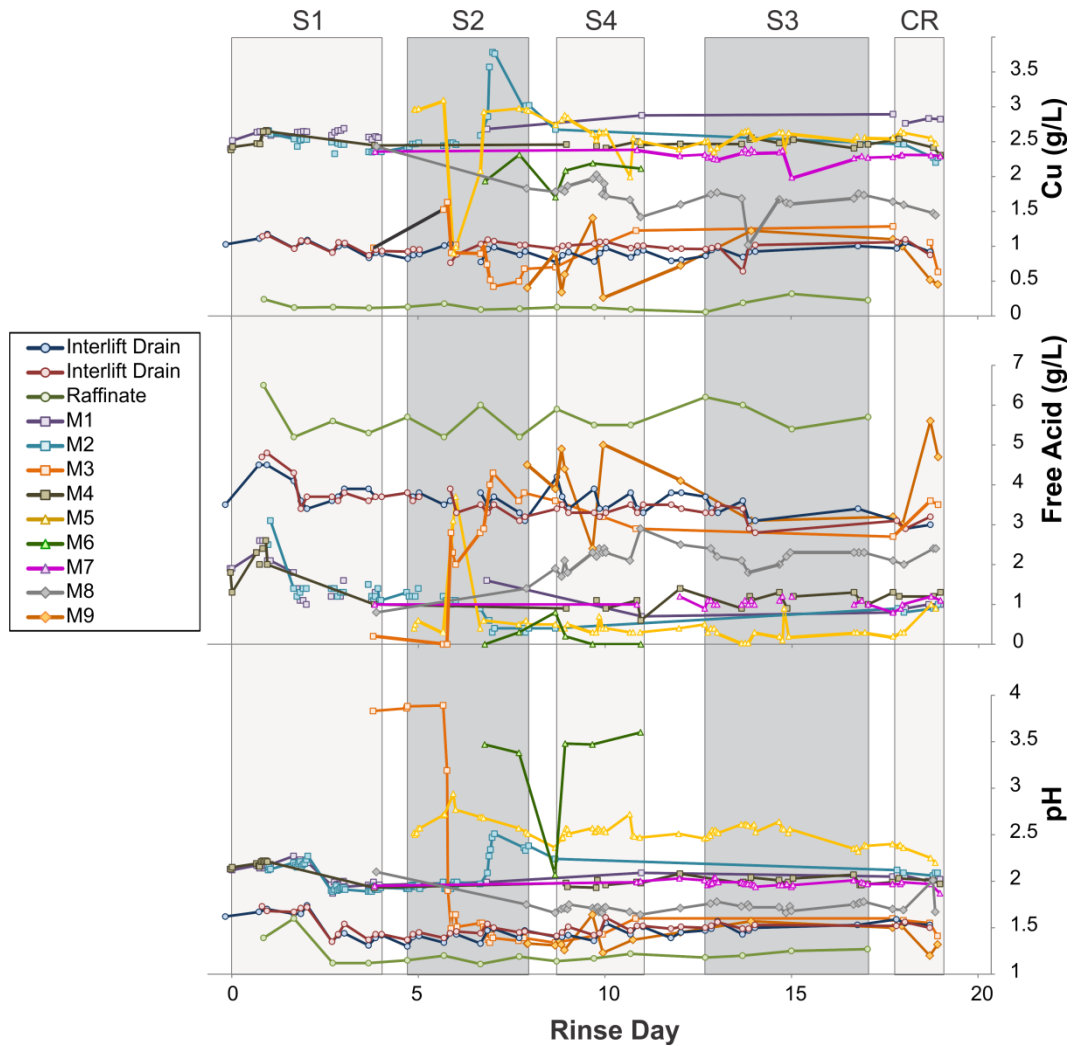 S1 S2 S4 S3 CR
3.5
3
2.5
2
1.5
1
0.5
0
Cu (g/L)
Interlift Drain
Interlift Drain
Raffinate
M1
M2
M3
M4
M5
M6
M7
M8
M9
7
6
5
4
3
2
1
0
Free Acid (g/L)
4
3.5
3
2.5
2
1.5
1
pH
0 5 10 15 20
Rinse Day